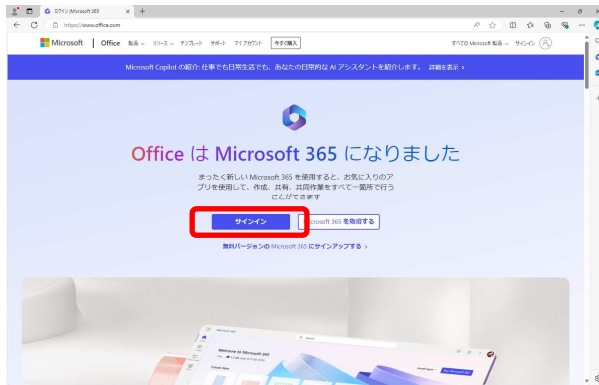 ログイン | Microsoft 365
https://www.office.com
Microsoft | Office 製品 リソース テンプレート サポート マイ アカウント 今すぐ購入 すべての Microsoft 製品 サインイン
Microsoft Copilot の紹介: 仕事でも日常生活でも、あなたの日常的な AI アシスタントを紹介します。 詳細を表示 >
Office は Microsoft 365 になりました
まったく新しい Microsoft 365 を使用すると、お気に入りのア
プリを使用して、作成、共有、共同作業をすべて一箇所で行う
ことができます
サインイン Microsoft 365 を取得する
無料バージョンの Microsoft 365 にサインアップする >
Microsoft 365
Search
Welcome to Microsoft 365
Create New